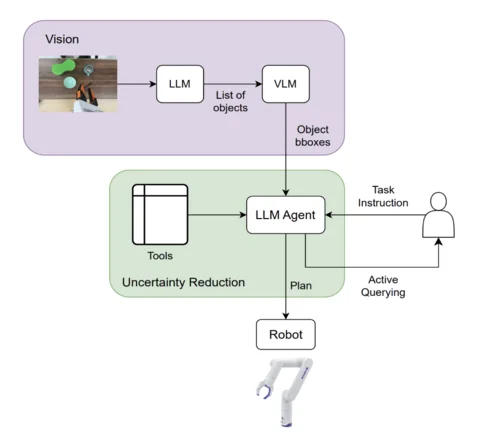 Vision
LLM
List of
objects
VLM
Object
bboxes
Tools
LLM Agent
Task
Instruction
Uncertainty Reduction
Plan
Active
Querying
Robot